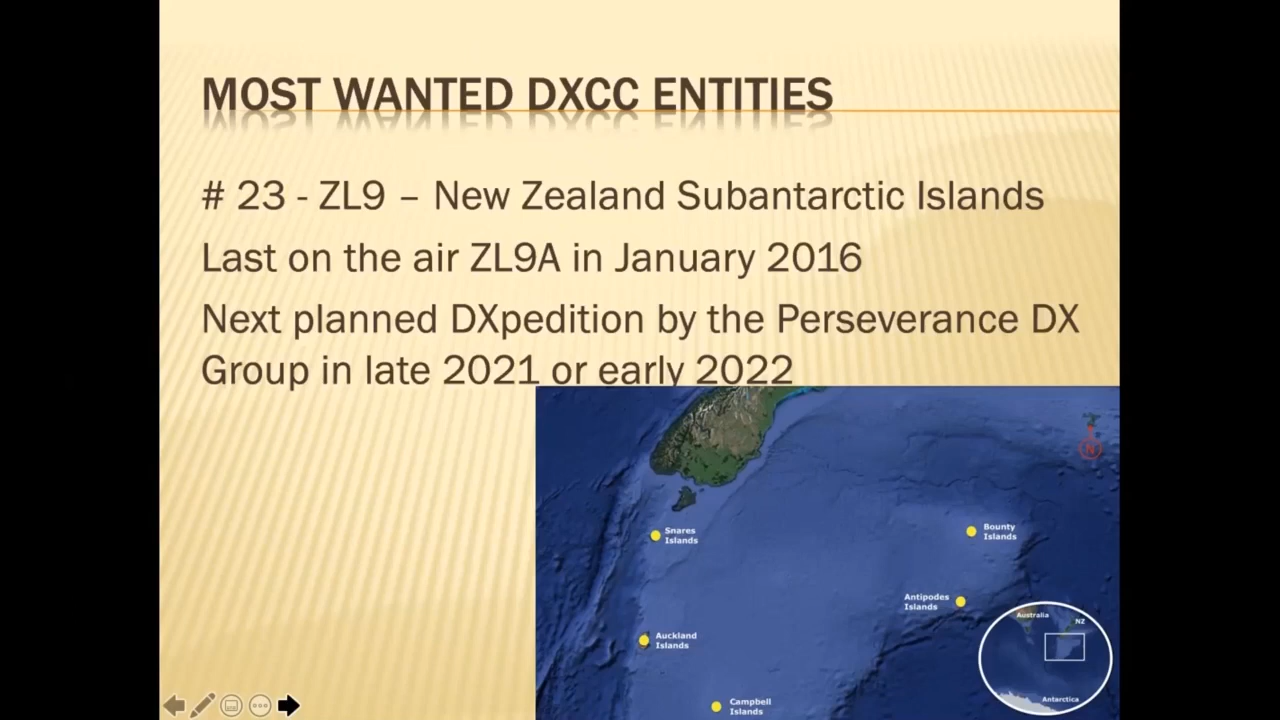 MOST WANTED DXCC ENTITIES
# 23 - ZL9 – New Zealand Subantarctic Islands
Last on the air ZL9A in January 2016
Next planned DXpedition by the Perseverance DX
Group in late 2021 or early 2022
N
Snares
Islands
Bounty
Islands
Antipodes
Islands
Australia
NZ
Auckland
Islands
Antarctica
Campbell
Islands